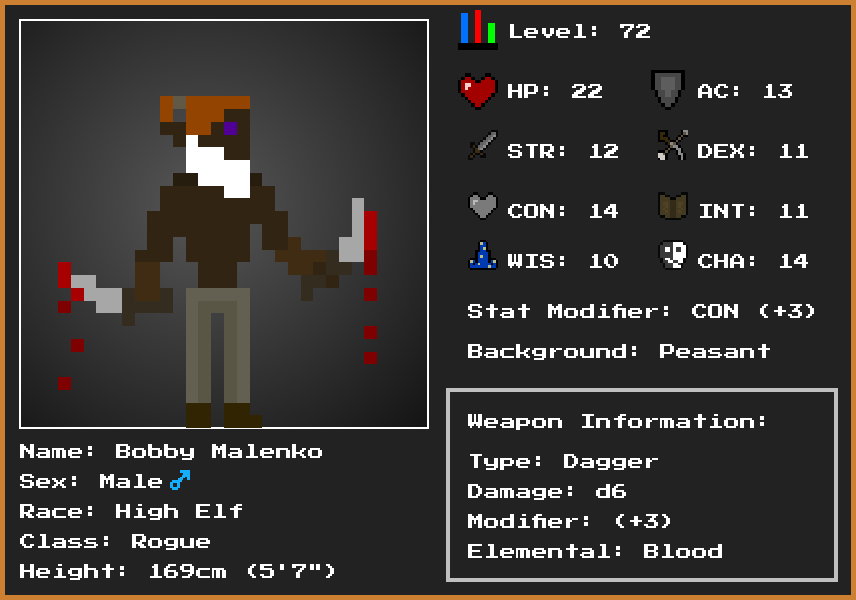 Level: 72
HP: 22
AC: 13
STR: 12
DEX: 11
CON: 14
INT: 11
WIS: 10
CHA: 14
Stat Modifier: CON (+3)
Background: Peasant
Weapon Information:
Type: Dagger
Damage: d6
Modifier: (+3)
Elemental: Blood
Name: Bobby Malenko
Sex: Male ♂
Race: High Elf
Class: Rogue
Height: 169cm (5'7")